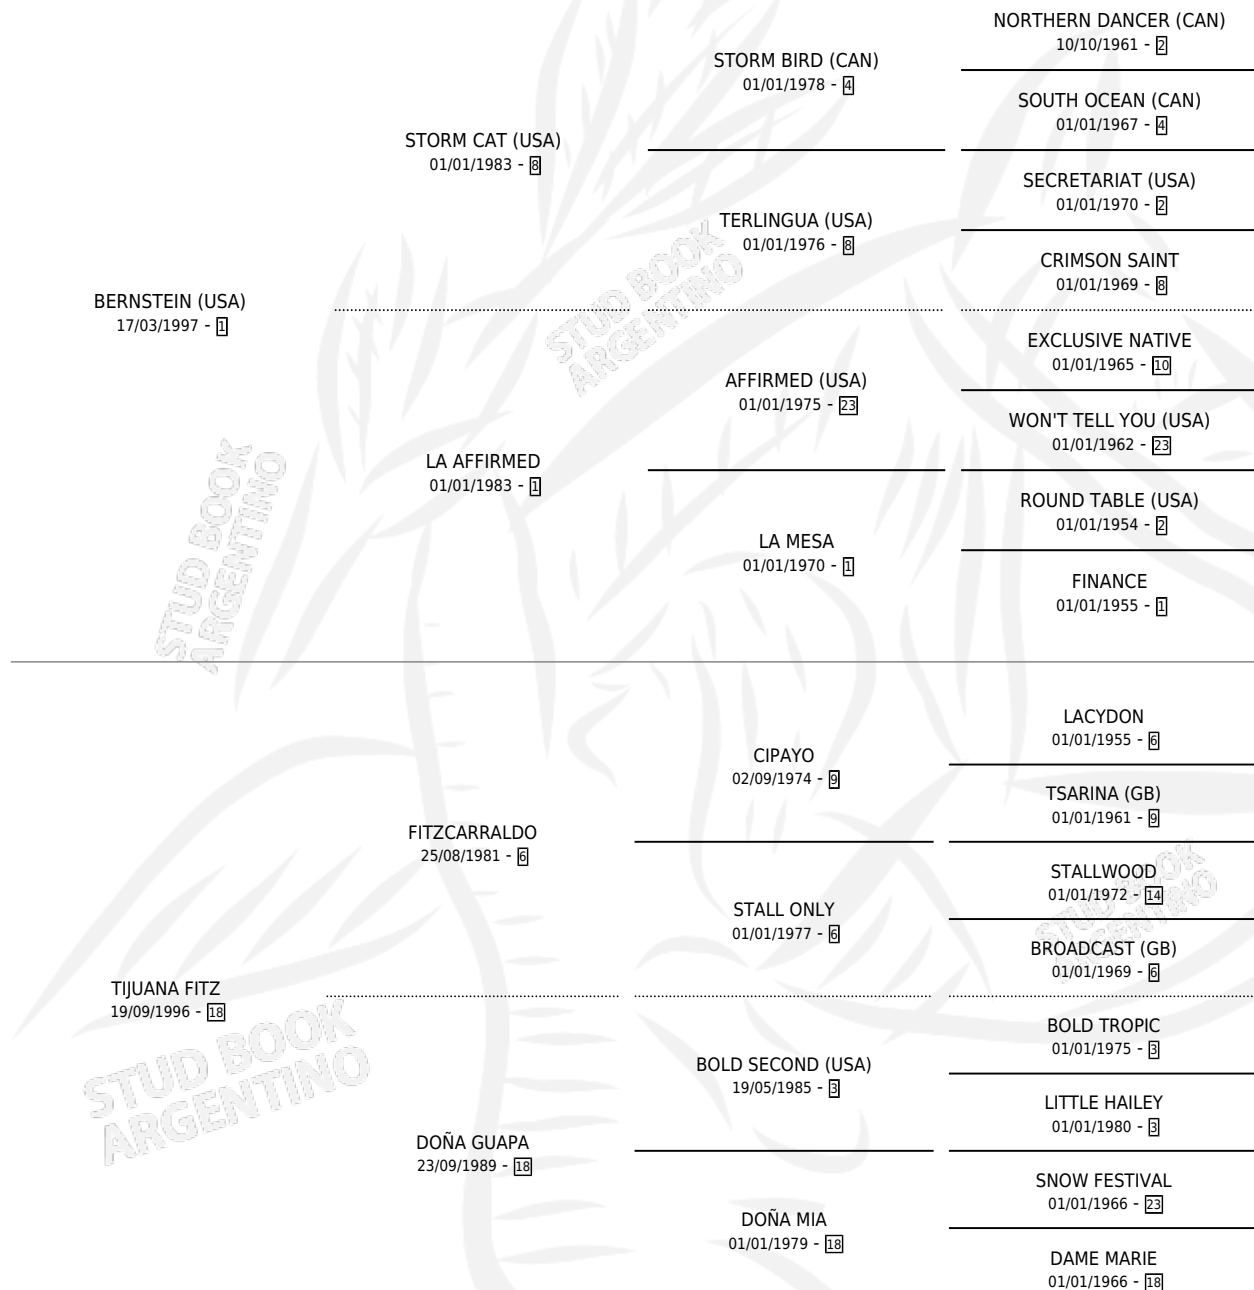 NORTHERN DANCER (CAN)
10/10/1961 - 2
STORM BIRD (CAN)
01/01/1978 - 4
SOUTH OCEAN (CAN)
01/01/1967 - 4
STORM CAT (USA)
01/01/1983 - 8
SECRETARIAT (USA)
01/01/1970 - 2
TERLINGUA (USA)
01/01/1976 - 8
CRIMSON SAINT
01/01/1969 - 8
BERNSTEIN (USA)
17/03/1997 - 1
EXCLUSIVE NATIVE
01/01/1965 - 10
AFFIRMED (USA)
01/01/1975 - 23
WON'T TELL YOU (USA)
01/01/1962 - 23
LA AFFIRMED
01/01/1983 - 1
ROUND TABLE (USA)
01/01/1954 - 2
LA MESA
01/01/1970 - 1
FINANCE
01/01/1955 - 1
LACYDON
01/01/1955 - 6
CIPAYO
02/09/1974 - 9
TSARINA (GB)
01/01/1961 - 9
FITZCARRALDO
25/08/1981 - 6
STALLWOOD
01/01/1972 - 14
STALL ONLY
01/01/1977 - 6
BROADCAST (GB)
01/01/1969 - 6
TIJUANA FITZ
19/09/1996 - 18
BOLD TROPIC
01/01/1975 - 3
BOLD SECOND (USA)
19/05/1985 - 3
LITTLE HAILEY
01/01/1980 - 3
DOÑA GUAPA
23/09/1989 - 18
SNOW FESTIVAL
01/01/1966 - 23
DOÑA MIA
01/01/1979 - 18
DAME MARIE
01/01/1966 - 18
STUD BOOK
ARGENTINO
STUD BOOK
ARGENTINO
STUD BOOK
ARGENTINO
STUD BOOK
ARGENTINO